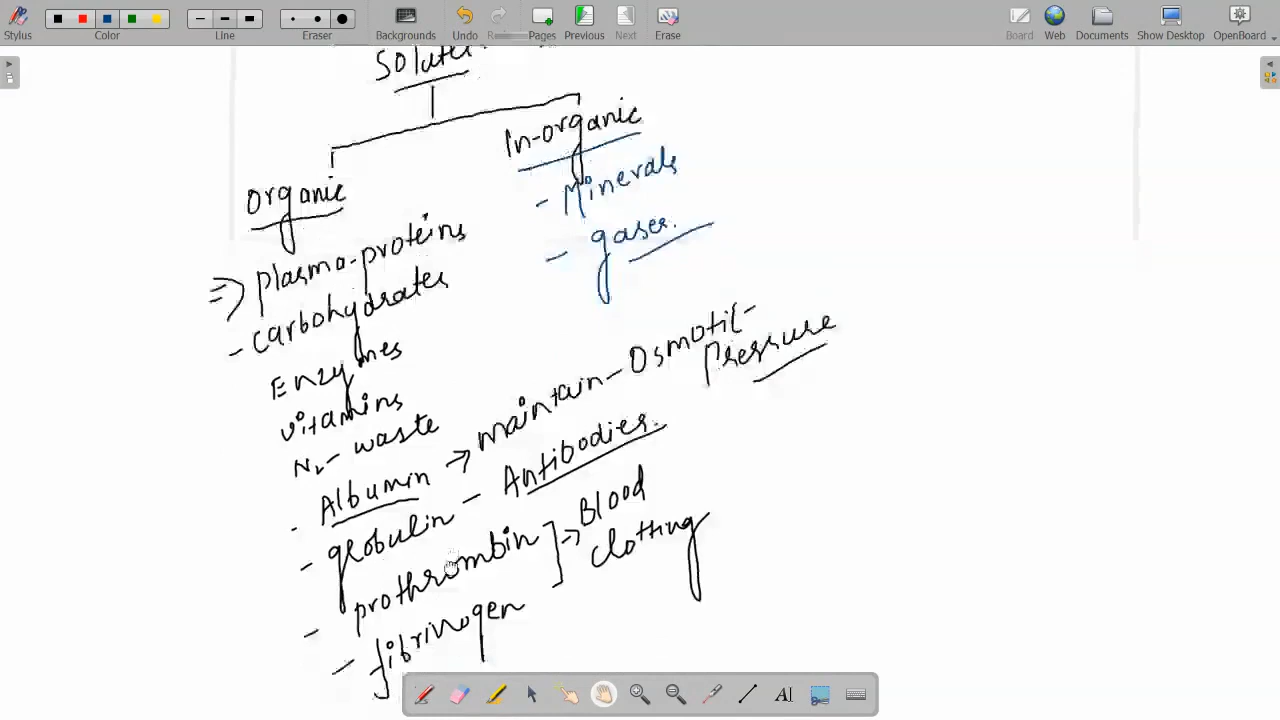 Stylus
Color
Line
Eraser
Backgrounds
Undo
Pages
Previous
Next
Erase
Board
Web
Documents
Show Desktop
OpenBoard
Solutes
Organic
In-organic
- Minerals
- gases.
=> Plasma-proteins
- carbohydrates
Enzymes
vitamins
N2 - waste
- Albumin -> maintain - Osmotic-
Pressure
- globulin - Antibodies.
- prothrombin ] -> Blood
clotting
- fibrinogen